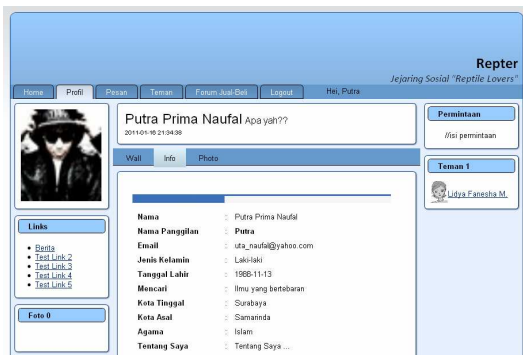 Repter
Jejaring Sosial "Reptile Lovers"
Home Profil Pesan Teman Forum Jual-Beli Logout Hei, Putra
Putra Prima Naufal Apa yah??
2011-01-16 21:34:38
Wall Info Photo
Nama : Putra Prima Naufal
Nama Panggilan : Putra
Email : uta_naufal@yahoo.com
Jenis Kelamin : Laki-laki
Tanggal Lahir : 1988-11-13
Mencari : Ilmu yang bertebaran
Kota Tinggal : Surabaya
Kota Asal : Samarinda
Agama : Islam
Tentang Saya : Tentang Saya ...
Links
Berita
Test Link 2
Test Link 3
Test Link 4
Test Link 5
Foto 0
Permintaan
//isi permintaan
Teman 1
Lidya Fanesha M.